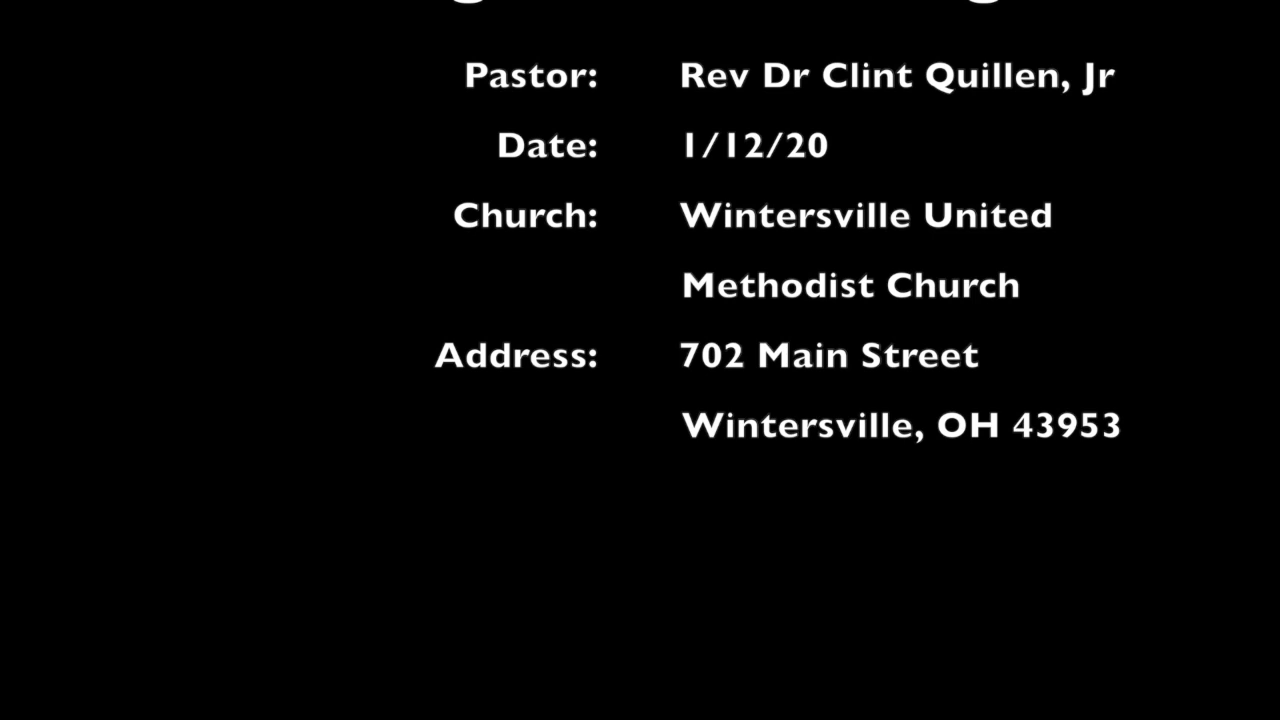 Pastor: Rev Dr Clint Quillen, Jr
Date: 1/12/20
Church: Wintersville United
Methodist Church
Address: 702 Main Street
Wintersville, OH 43953